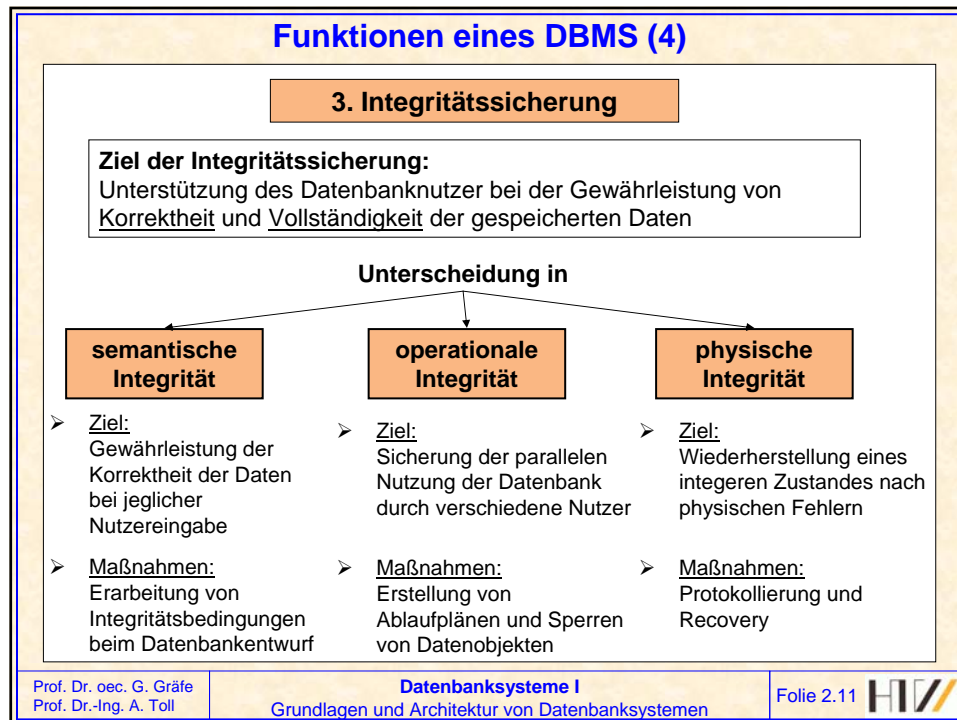 Funktionen eines DBMS (4)
3. Integritätssicherung
Ziel der Integritätssicherung:
Unterstützung des Datenbanknutzer bei der Gewährleistung von
Korrektheit und Vollständigkeit der gespeicherten Daten
Unterscheidung in
semantische
Integrität
➢ Ziel:
Gewährleistung der
Korrektheit der Daten
bei jeglicher
Nutzereingabe
➢ Maßnahmen:
Erarbeitung von
Integritätsbedingungen
beim Datenbankentwurf
operationale
Integrität
➢ Ziel:
Sicherung der parallelen
Nutzung der Datenbank
durch verschiedene Nutzer
➢ Maßnahmen:
Erstellung von
Ablaufplänen und Sperren
von Datenobjekten
physische
Integrität
➢ Ziel:
Wiederherstellung eines
integeren Zustandes nach
physischen Fehlern
➢ Maßnahmen:
Protokollierung und
Recovery
Prof. Dr. oec. G. Gräfe
Prof. Dr.-Ing. A. Toll
Datenbanksysteme I
Grundlagen und Architektur von Datenbanksystemen
Folie 2.11
HTW